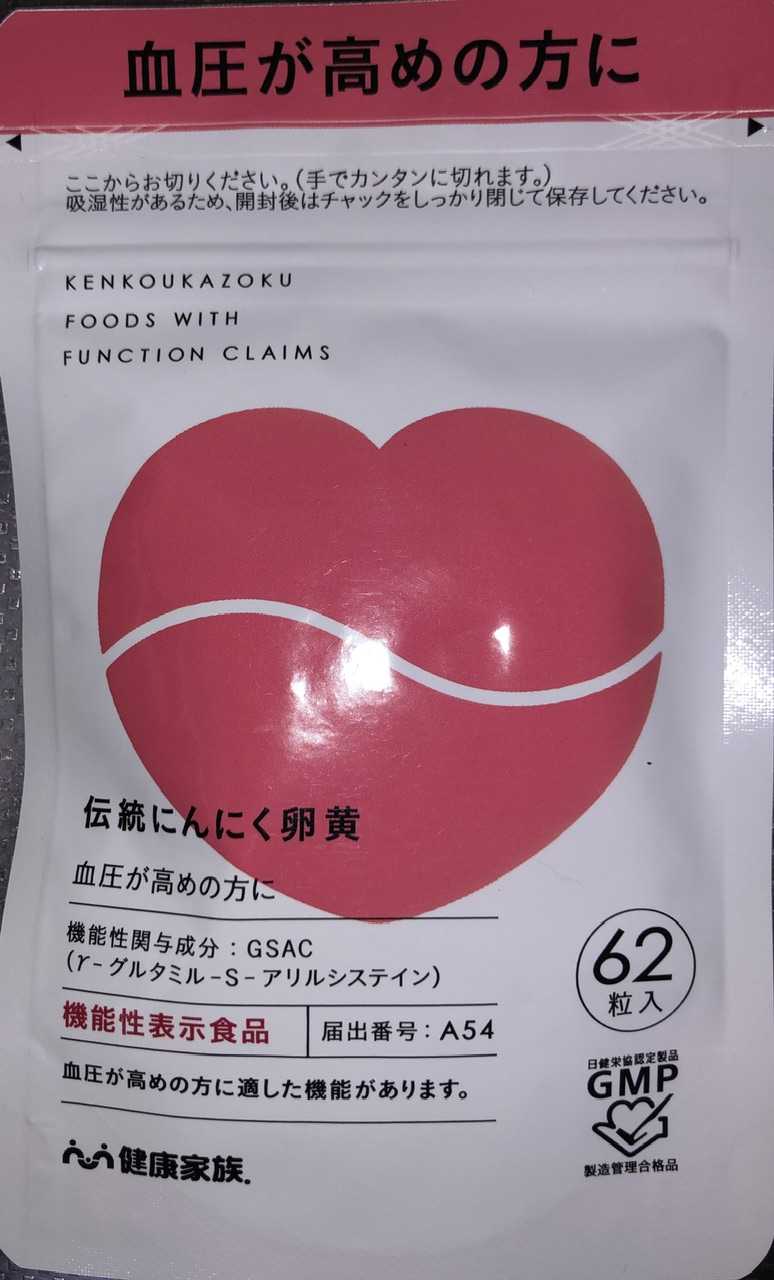 血圧が高めの方に
ここからお切りください。(手でカンタンに切れます。)
吸湿性があるため、開封後はチャックをしっかり閉じて保存してください。
KENKOUKAZOKU
FOODS WITH
FUNCTION CLAIMS
伝統にんにく卵黄
血圧が高めの方に
機能性関与成分：GSAC
(γ-グルタミル-S-アリルシステイン)
機能性表示食品
届出番号：A54
血圧が高めの方に適した機能があります。
健康家族.
62
粒入
日健栄協認定製品
GMP
製造管理合格品